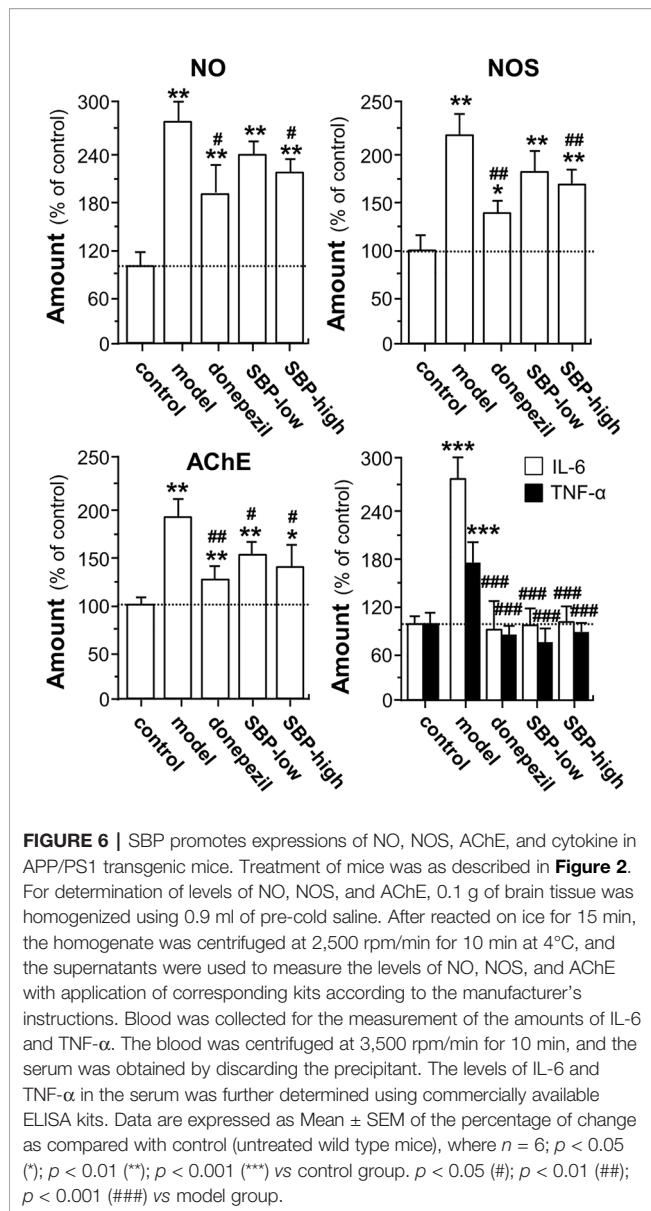 NO
NOS
Amount (% of control)
300
240
180
120
60
0
**
#
**
**
#
**
control
model
donepezil
SBP-low
SBP-high
Amount (% of control)
250
200
150
100
50
0
**
##
*
**
##
**
control
model
donepezil
SBP-low
SBP-high
AChE
Amount (% of control)
250
200
150
100
50
0
**
##
**
#
**
#
*
control
model
donepezil
SBP-low
SBP-high
Amount (% of control)
300
240
120
60
0
***
***
###
###
###
###
###
###
IL-6
TNF-α
control
model
donepezil
SBP-low
SBP-high
FIGURE 6 | SBP promotes expressions of NO, NOS, AChE, and cytokine in
APP/PS1 transgenic mice. Treatment of mice was as described in Figure 2.
For determination of levels of NO, NOS, and AChE, 0.1 g of brain tissue was
homogenized using 0.9 ml of pre-cold saline. After reacted on ice for 15 min,
the homogenate was centrifuged at 2,500 rpm/min for 10 min at 4°C, and
the supernatants were used to measure the levels of NO, NOS, and AChE
with application of corresponding kits according to the manufacturer's
instructions. Blood was collected for the measurement of the amounts of IL-6
and TNF-α. The blood was centrifuged at 3,500 rpm/min for 10 min, and the
serum was obtained by discarding the precipitant. The levels of IL-6 and
TNF-α in the serum was further determined using commercially available
ELISA kits. Data are expressed as Mean ± SEM of the percentage of change
as compared with control (untreated wild type mice), where n = 6; p < 0.05
(*); p < 0.01 (**); p < 0.001 (***) vs control group. p < 0.05 (#); p < 0.01 (##);
p < 0.001 (###) vs model group.